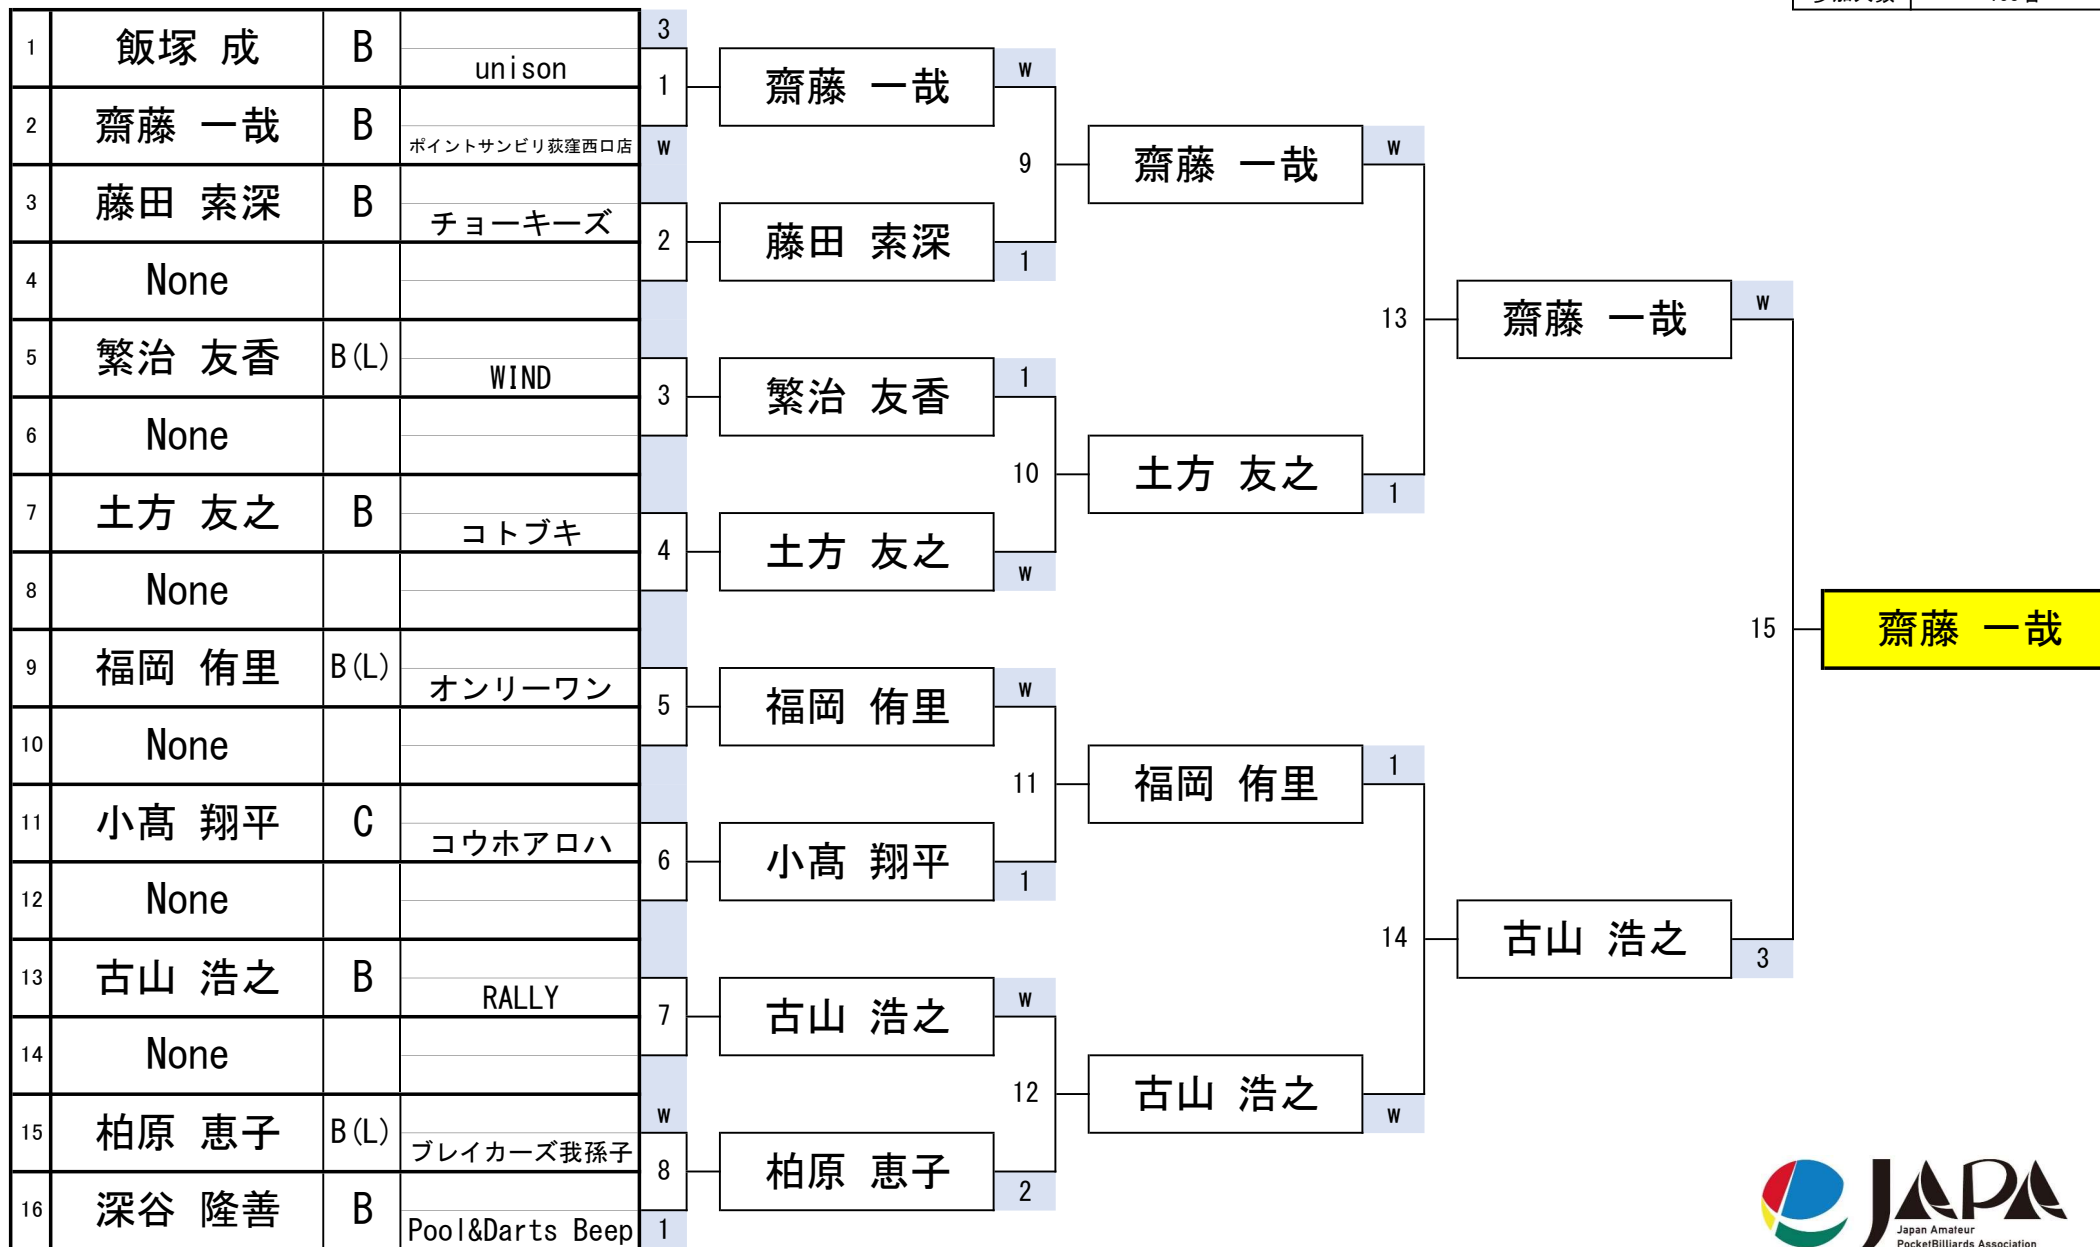 1 飯塚 成 B unison 3
2 齋藤 一哉 B ポイントサンビリ荻窪西口店 W
3 藤田 索深 B チョーキーズ
4 None
5 繁治 友香 B(L) WIND
6 None
7 土方 友之 B コトブキ
8 None
9 福岡 侑里 B(L) オンリーワン
10 None
11 小髙 翔平 C コウホアロハ
12 None
13 古山 浩之 B RALLY
14 None
15 柏原 恵子 B(L) ブレイカーズ我孫子 W
16 深谷 隆善 B Pool&Darts Beep 1
1 齋藤 一哉 W
9
2 藤田 索深 1
3 繁治 友香 1
10
4 土方 友之 W
5 福岡 侑里 W
11
6 小髙 翔平 1
7 古山 浩之 W
12
8 柏原 恵子 2
齋藤 一哉 W
13
土方 友之 1
福岡 侑里 1
14
古山 浩之 W
齋藤 一哉 W
15
古山 浩之 3
齋藤 一哉
JAPA
Japan Amateur
PocketBilliards Association